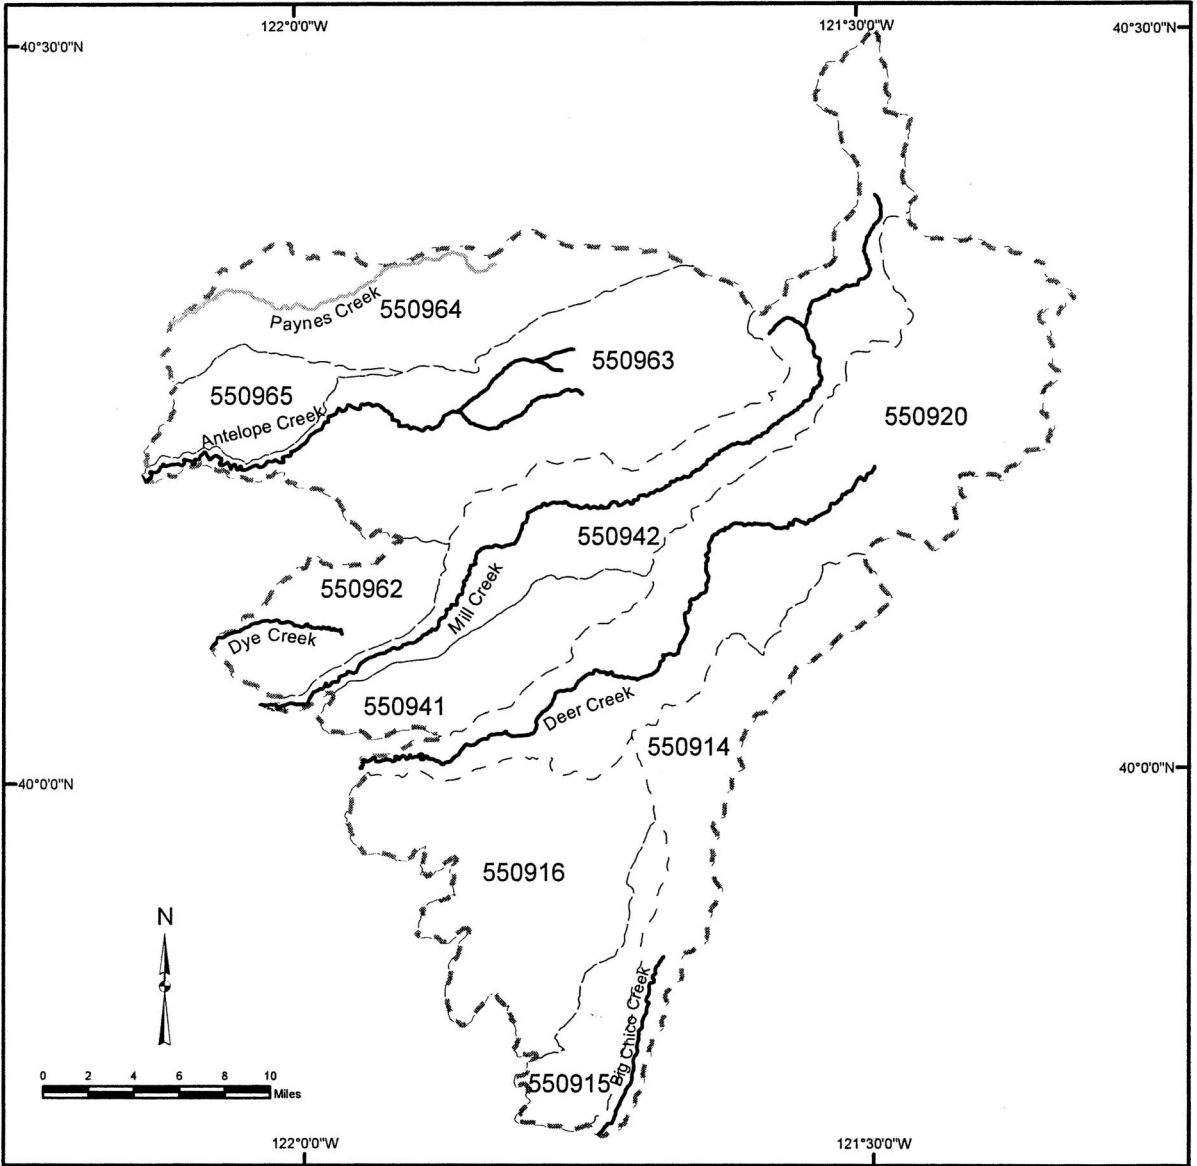 122°0'0"W
121°30'0"W
40°30'0"N
40°30'0"N
Paynes Creek
550964
550963
550965
Antelope Creek
550920
550942
550962
Mill Creek
Dye Creek
550941
Deer Creek
550914
40°0'0"N
40°0'0"N
550916
N
Big Chico Creek
550915
0 2 4 6 8 10
Miles
122°0'0"W
121°30'0"W